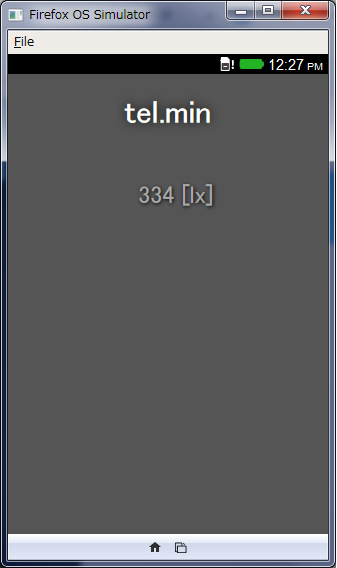 Firefox OS Simulator
File
12:27 PM
tel.min
334 [lx]